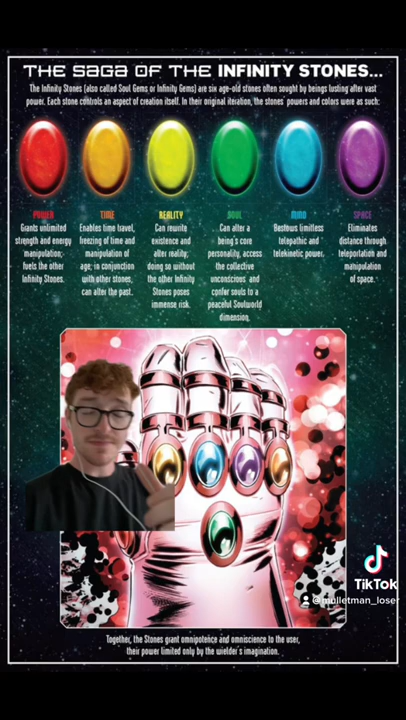 THE SAGA OF THE INFINITY STONES...
The Infinity Stones (also called Soul Gems or Infinity Gems) are six age-old stones often sought by beings lusting after vast
power. Each stone controls an aspect of creation itself. In their original iteration, the stones' powers and colors were as such:
POWER
Grants unlimited
strength and energy
manipulation;
fuels the other
Infinity Stones.
TIME
Enables time travel,
freezing of time and
manipulation of
age; in conjunction
with other stones,
can alter the past.
REALITY
Can rewrite
existence and
alter reality;
doing so without
the other Infinity
Stones poses
immense risk.
SOUL
Can alter a
being's core
personality, access
the collective
unconscious and
confer souls to a
peaceful Soulworld
dimension.
MIND
Bestows limitless
telepathic and
telekinetic power.
SPACE
Eliminates
distance through
teleportation and
manipulation
of space.
TikTok
@mulletman_loser
Together, the Stones grant omnipotence and omniscience to the user,
their power limited only by the wielder's imagination.